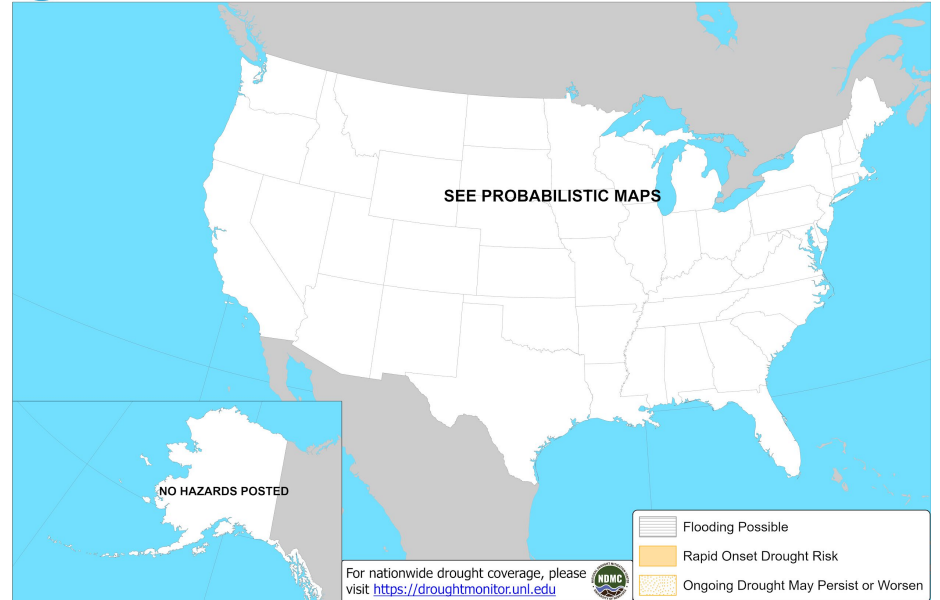 SEE PROBABILISTIC MAPS
NO HAZARDS POSTED
For nationwide drought coverage, please
visit https://droughtmonitor.unl.edu
NDMC
Flooding Possible
Rapid Onset Drought Risk
Ongoing Drought May Persist or Worsen